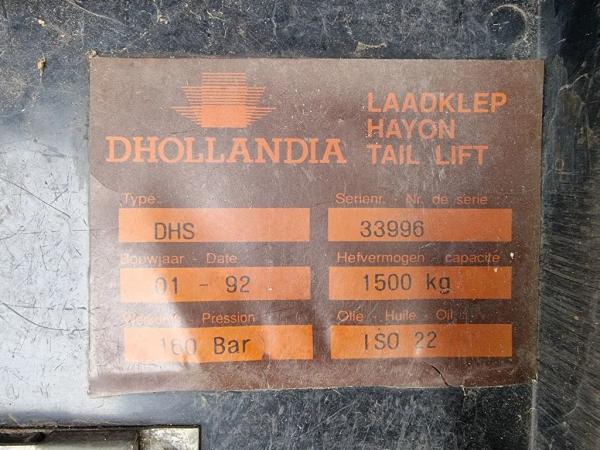 DHOLLANDIA
LAADKLEP
HAYON
TAIL LIFT
Type
Serienr. - Nr. de serie
DHS
33996
Bouwjaar - Date
Hefvermogen - capacite
01 - 92
1500 kg
Pression
Olie - Huile - Oil
160 Bar
ISO 22